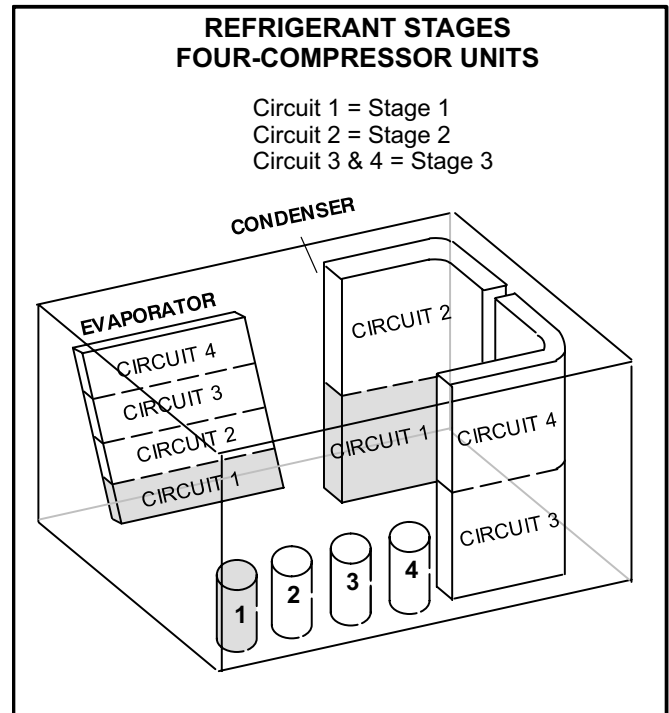 REFRIGERANT STAGES
FOUR-COMPRESSOR UNITS
Circuit 1 = Stage 1
Circuit 2 = Stage 2
Circuit 3 & 4 = Stage 3
CONDENSER
EVAPORATOR
CIRCUIT 4
CIRCUIT 3
CIRCUIT 2
CIRCUIT 1
CIRCUIT 2
CIRCUIT 1
CIRCUIT 4
CIRCUIT 3
1
2
3
4